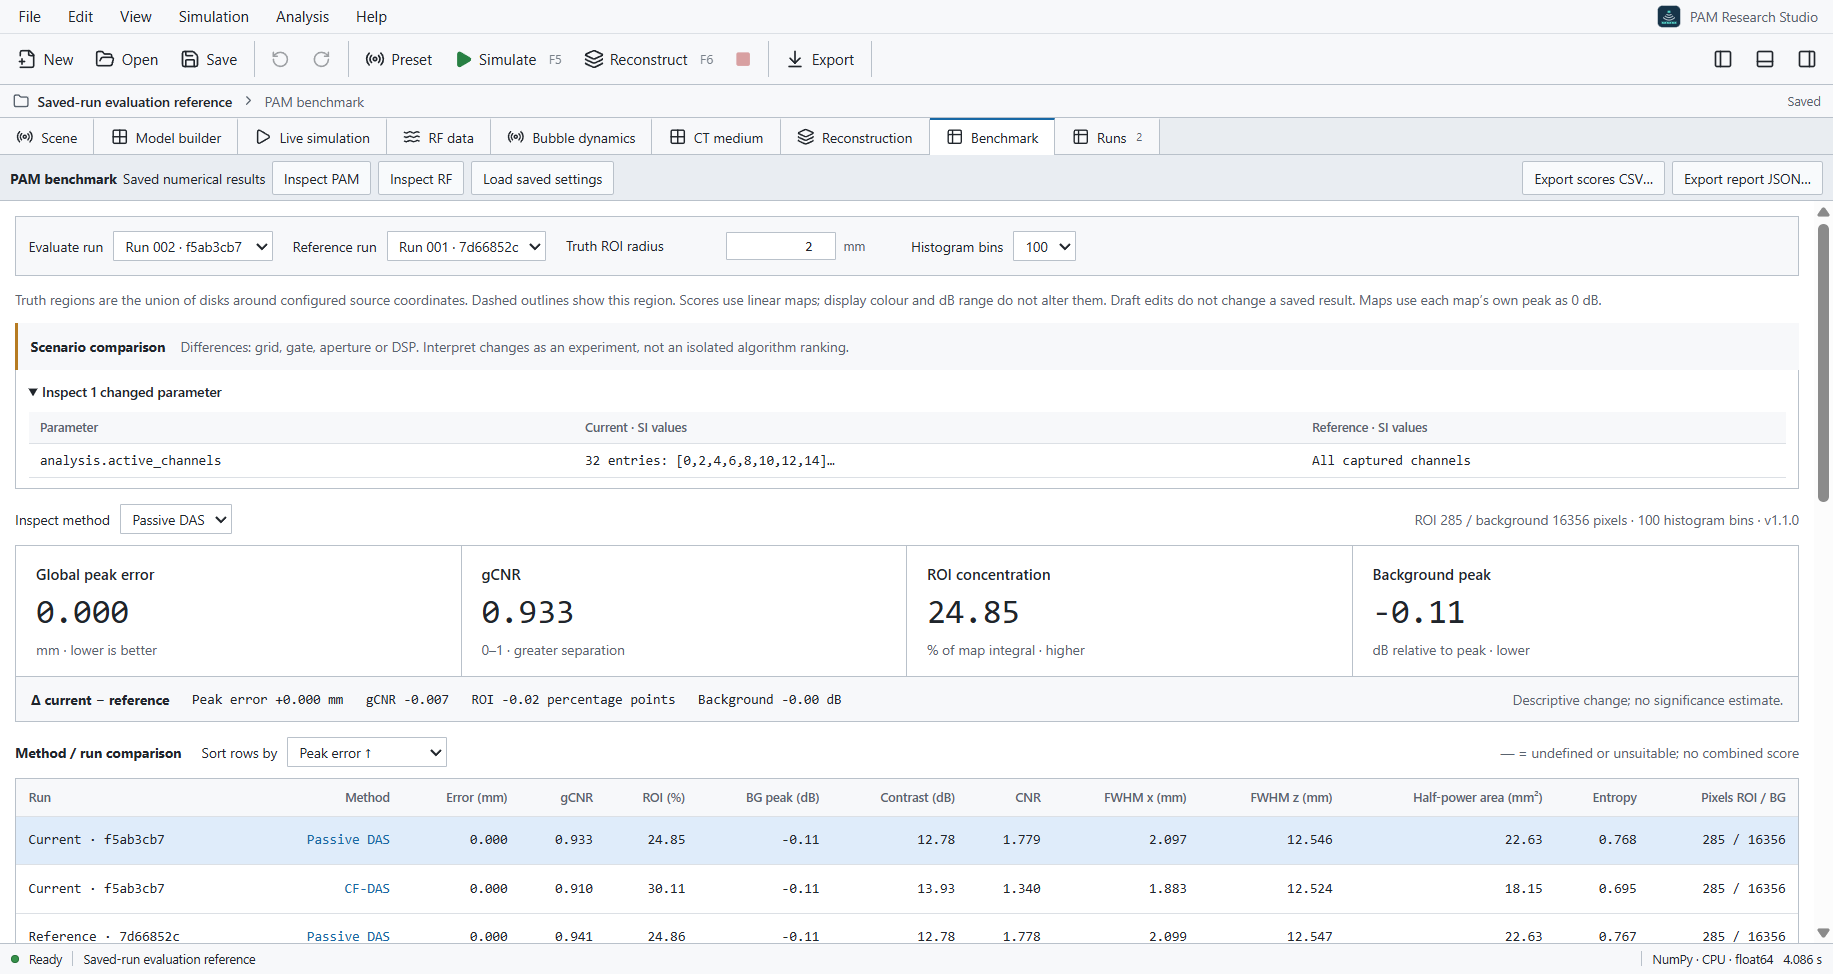 File Edit View Simulation Analysis Help PAM Research Studio
New Open Save Preset Simulate F5 Reconstruct F6 Export
Saved-run evaluation reference > PAM benchmark Saved
Scene Model builder Live simulation RF data Bubble dynamics CT medium Reconstruction Benchmark Runs 2
PAM benchmark Saved numerical results Inspect PAM Inspect RF Load saved settings Export scores CSV... Export report JSON...
Evaluate run Run 002 · f5ab3cb7 Reference run Run 001 · 7d66852c Truth ROI radius 2 mm Histogram bins 100
Truth regions are the union of disks around configured source coordinates. Dashed outlines show this region. Scores use linear maps; display colour and dB range do not alter them. Draft edits do not change a saved result. Maps use each map's own peak as 0 dB.
Scenario comparison Differences: grid, gate, aperture or DSP. Interpret changes as an experiment, not an isolated algorithm ranking.
▼ Inspect 1 changed parameter
Parameter Current · SI values Reference · SI values
analysis.active_channels 32 entries: [0,2,4,6,8,10,12,14]… All captured channels
Inspect method Passive DAS ROI 285 / background 16356 pixels · 100 histogram bins · v1.1.0
Global peak error gCNR ROI concentration Background peak
0.000 0.933 24.85 -0.11
mm · lower is better 0–1 · greater separation % of map integral · higher dB relative to peak · lower
Δ current − reference Peak error +0.000 mm gCNR -0.007 ROI -0.02 percentage points Background -0.00 dB Descriptive change; no significance estimate.
Method / run comparison Sort rows by Peak error ↑ — = undefined or unsuitable; no combined score
Run Method Error (mm) gCNR ROI (%) BG peak (dB) Contrast (dB) CNR FWHM x (mm) FWHM z (mm) Half-power area (mm²) Entropy Pixels ROI / BG
Current · f5ab3cb7 Passive DAS 0.000 0.933 24.85 -0.11 12.78 1.779 2.097 12.546 22.63 0.768 285 / 16356
Current · f5ab3cb7 CF-DAS 0.000 0.910 30.11 -0.11 13.93 1.340 1.883 12.524 18.15 0.695 285 / 16356
Reference · 7d66852c Passive DAS 0.000 0.941 24.86 -0.11 12.78 1.778 2.099 12.547 22.63 0.767 285 / 16356
Ready Saved-run evaluation reference NumPy · CPU · float64 4.086 s